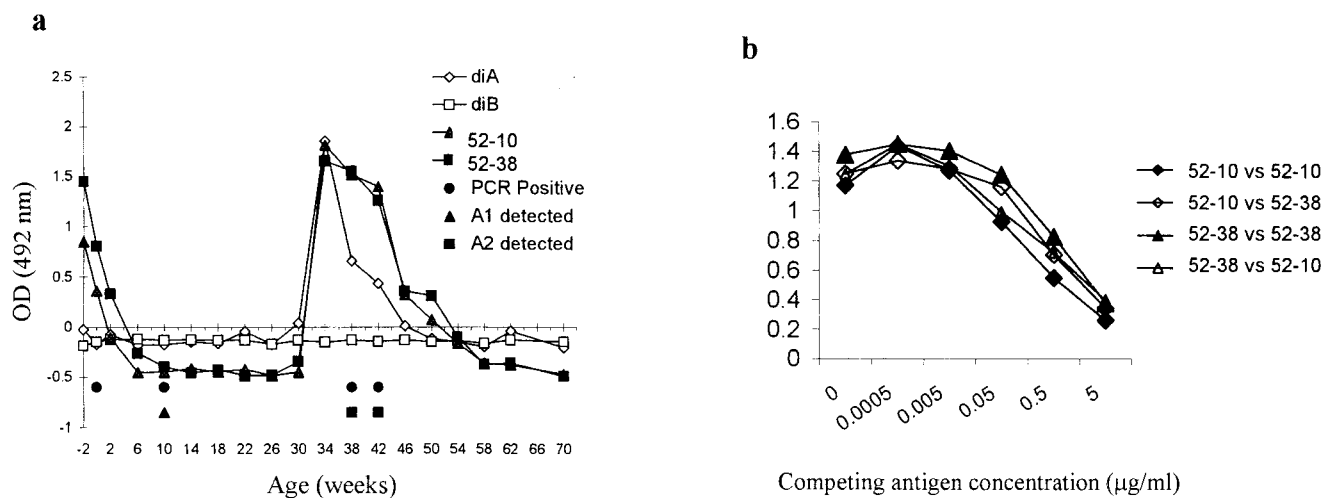 a
2.5
2
1.5
1
0.5
0
-0.5
-1
OD (492 nm)
diA
diB
52-10
52-38
PCR Positive
A1 detected
A2 detected
-2 2 6 10 14 18 22 26 30 34 38 42 46 50 54 58 62 66 70
Age (weeks)
b
1.6
1.4
1.2
1
0.8
0.6
0.4
0.2
0
52-10 vs 52-10
52-10 vs 52-38
52-38 vs 52-38
52-38 vs 52-10
0 0.0005 0.005 0.05 0.5 5
Competing antigen concentration (µg/ml)